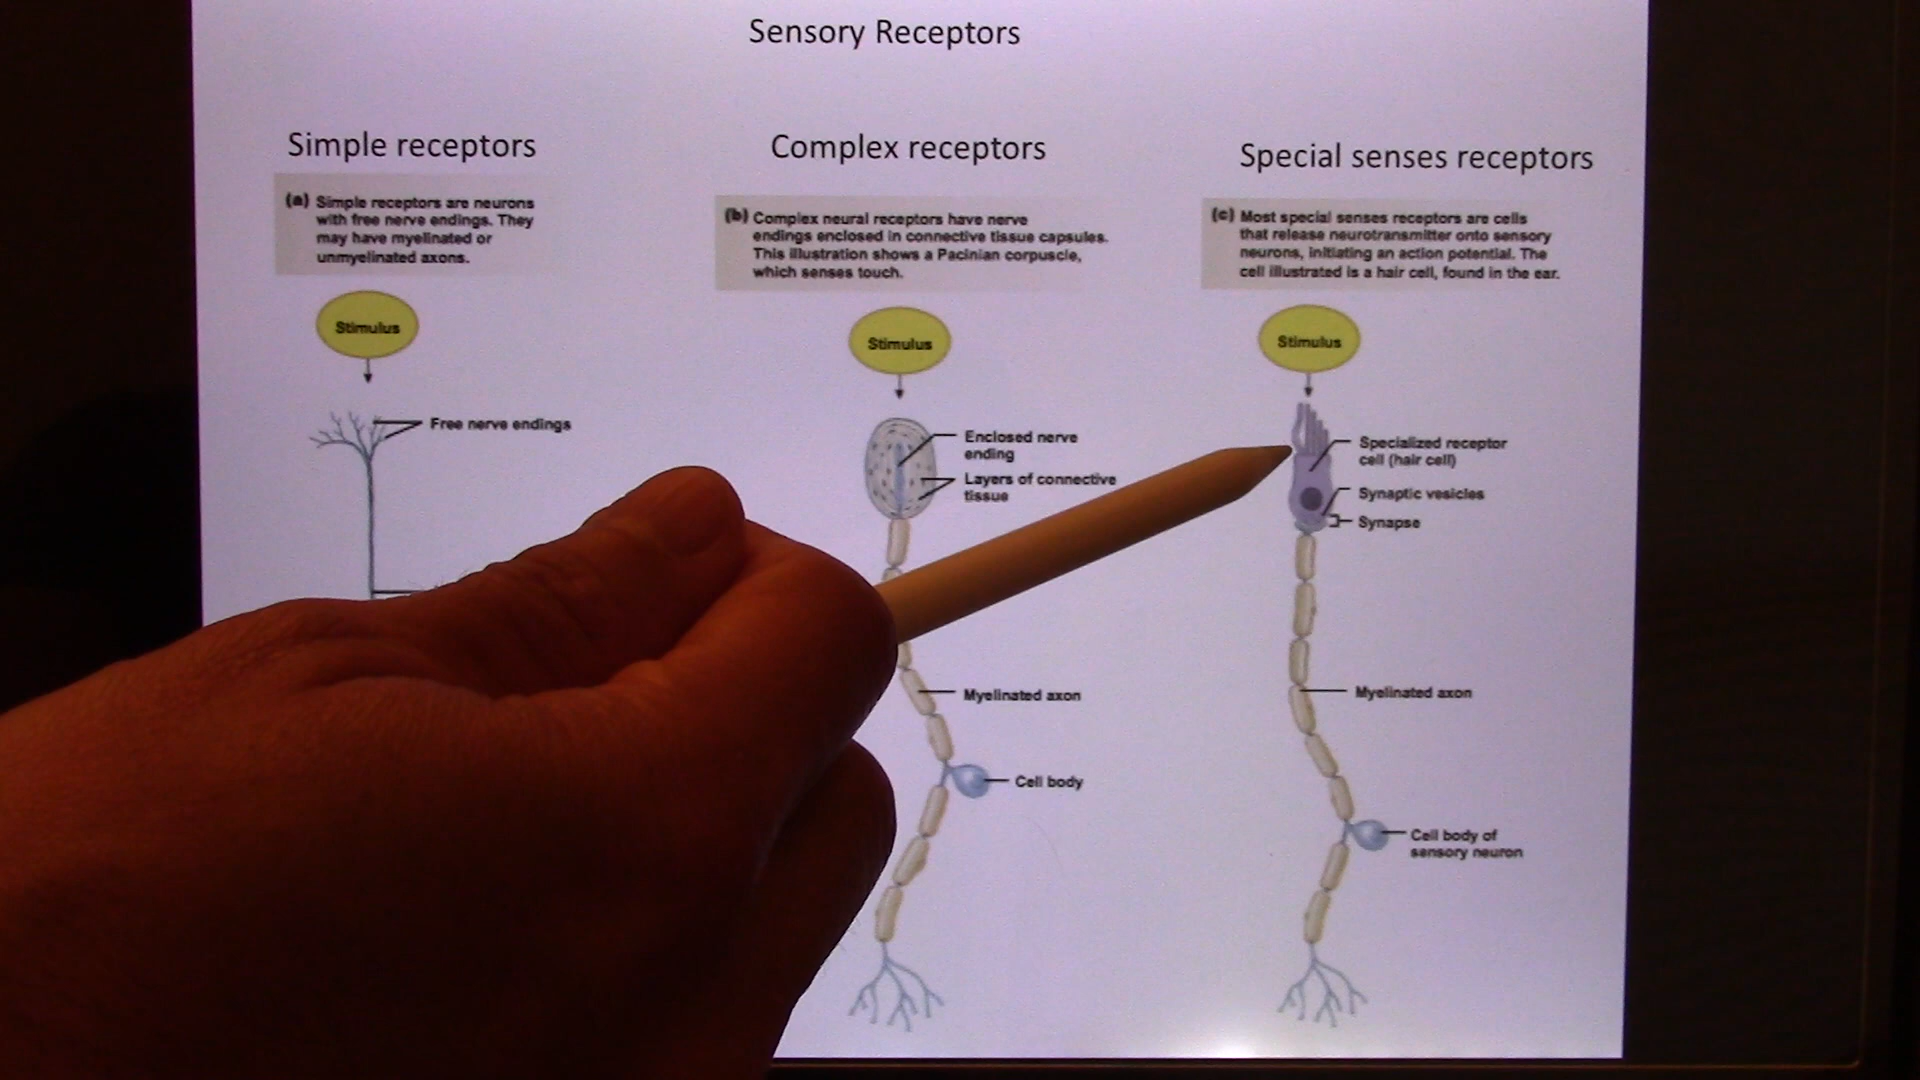 Sensory Receptors
Simple receptors
(a) Simple receptors are neurons
with free nerve endings. They
may have myelinated or
unmyelinated axons.
Stimulus
Free nerve endings
Complex receptors
(b) Complex neural receptors have nerve
endings enclosed in connective tissue capsules.
This illustration shows a Pacinian corpuscle,
which senses touch.
Stimulus
Enclosed nerve
ending
Layers of connective
tissue
Myelinated axon
Cell body
Special senses receptors
(c) Most special senses receptors are cells
that release neurotransmitter onto sensory
neurons, initiating an action potential. The
cell illustrated is a hair cell, found in the ear.
Stimulus
Specialized receptor
cell (hair cell)
Synaptic vesicles
Synapse
Myelinated axon
Cell body of
sensory neuron